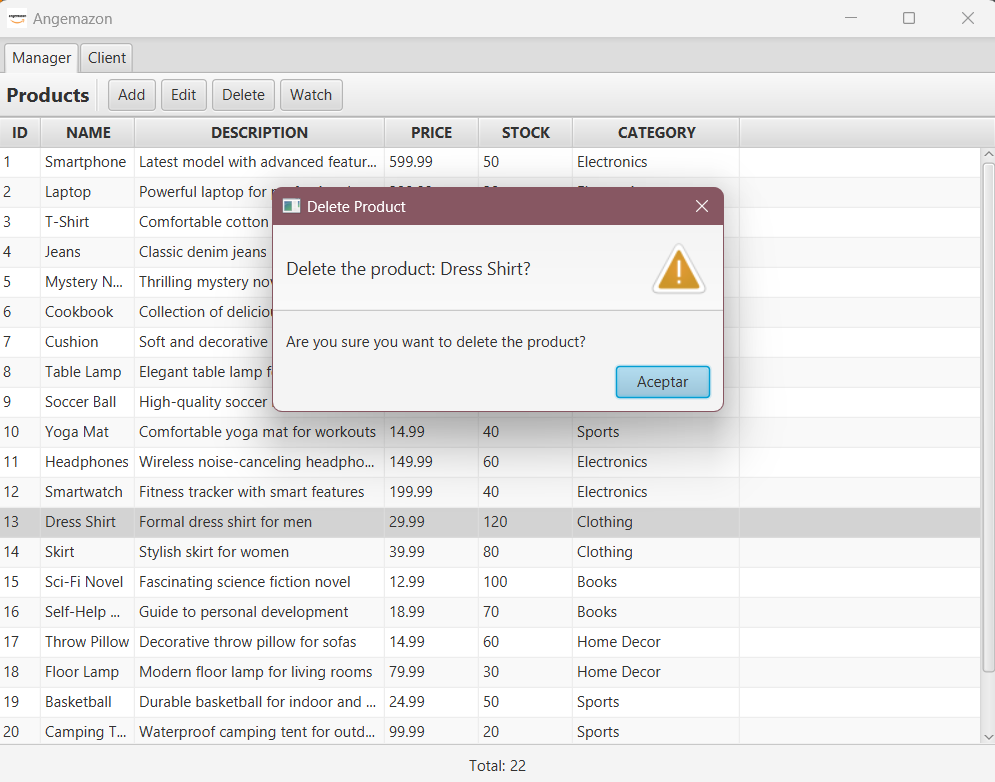 Angemazon
Manager Client
Products Add Edit Delete Watch
ID NAME DESCRIPTION PRICE STOCK CATEGORY
1 Smartphone Latest model with advanced featur... 599.99 50 Electronics
2 Laptop Powerful laptop for
3 T-Shirt Comfortable cotton
4 Jeans Classic denim jeans
5 Mystery N... Thrilling mystery
6 Cookbook Collection of
7 Cushion Soft and decorative
8 Table Lamp Elegant table lamp
9 Soccer Ball High-quality soccer
Delete Product
Delete the product: Dress Shirt?
Are you sure you want to delete the product?
Aceptar
10 Yoga Mat Comfortable yoga mat for workouts 14.99 40 Sports
11 Headphones Wireless noise-canceling headpho... 149.99 60 Electronics
12 Smartwatch Fitness tracker with smart features 199.99 40 Electronics
13 Dress Shirt Formal dress shirt for men 29.99 120 Clothing
14 Skirt Stylish skirt for women 39.99 80 Clothing
15 Sci-Fi Novel Fascinating science fiction novel 12.99 100 Books
16 Self-Help ... Guide to personal development 18.99 70 Books
17 Throw Pillow Decorative throw pillow for sofas 14.99 60 Home Decor
18 Floor Lamp Modern floor lamp for living rooms 79.99 30 Home Decor
19 Basketball Durable basketball for indoor and ... 24.99 50 Sports
20 Camping T... Waterproof camping tent for outd... 99.99 20 Sports
Total: 22